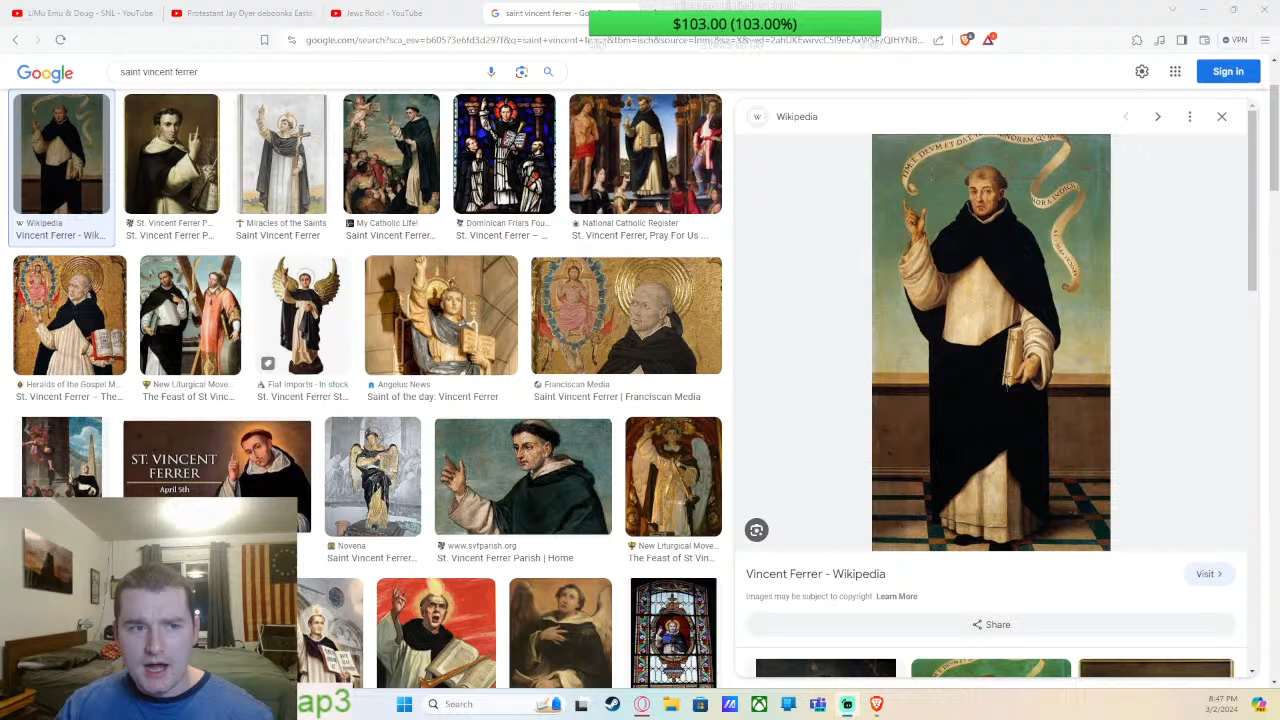 LiMu Emu & Doug - SNL - YouTube
Protestant Dyer debunks Easte
Jews Rock - YouTube
saint vincent ferrer - Go
$103.00 (103.00%)
VPN
Google
saint vincent ferrer
Sign in
Wikipedia
Vincent Ferrer - Wik...
St. Vincent Ferrer P...
St. Vincent Ferrer P...
Miracles of the Saints
Saint Vincent Ferrer
My Catholic Life!
Saint Vincent Ferrer...
Dominican Friars Fou...
St. Vincent Ferrer – ...
National Catholic Register
St. Vincent Ferrer, Pray For Us ...
Heralds of the Gospel M...
St. Vincent Ferrer – The...
New Liturgical Move...
The Feast of St Vinc...
Fiat Imports - In stock
St. Vincent Ferrer St...
Angelus News
Saint of the day: Vincent Ferrer
Franciscan Media
Saint Vincent Ferrer | Franciscan Media
ST. VINCENT
FERRER
April 5th
Novena
Saint Vincent Ferrer...
www.svfparish.org
St. Vincent Ferrer Parish | Home
New Liturgical Move...
The Feast of St Vin...
Wikipedia
Vincent Ferrer - Wikipedia
Visit
Images may be subject to copyright Learn More
Share
ap3
Search
8:47 PM
3/2/2024